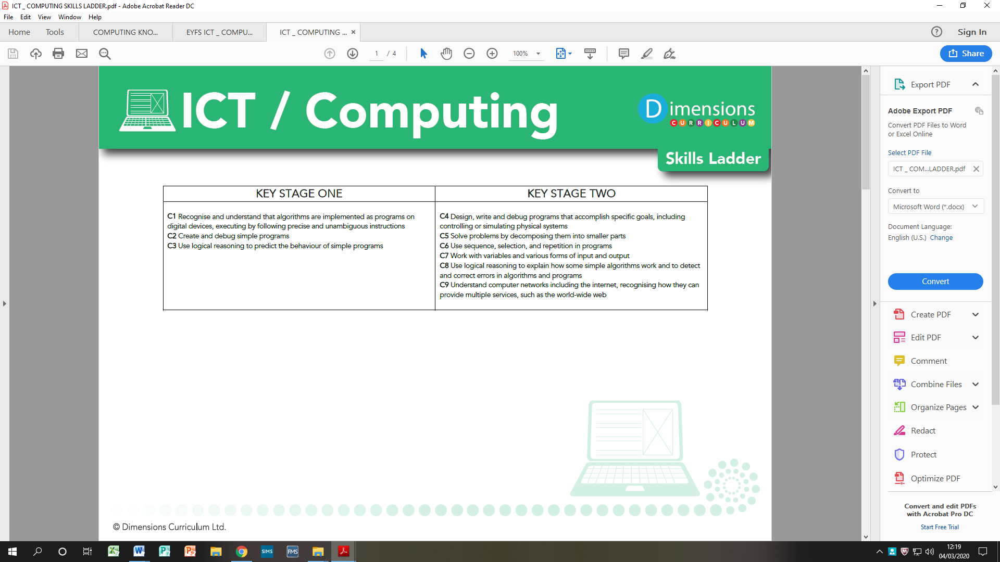 ICT _ COMPUTING SKILLS LADDER.pdf - Adobe Acrobat Reader DC
File Edit View Window Help
Home Tools COMPUTING KNO... EYFS ICT _ COMPU... ICT _ COMPUTING ... Sign In
1 / 4 100% Share
ICT / Computing
Dimensions
CURRICULUM
Skills Ladder
KEY STAGE ONE
C1 Recognise and understand that algorithms are implemented as programs on
digital devices, executing by following precise and unambiguous instructions
C2 Create and debug simple programs
C3 Use logical reasoning to predict the behaviour of simple programs
KEY STAGE TWO
C4 Design, write and debug programs that accomplish specific goals, including
controlling or simulating physical systems
C5 Solve problems by decomposing them into smaller parts
C6 Use sequence, selection, and repetition in programs
C7 Work with variables and various forms of input and output
C8 Use logical reasoning to explain how some simple algorithms work and to detect
and correct errors in algorithms and programs
C9 Understand computer networks including the internet, recognising how they can
provide multiple services, such as the world-wide web
© Dimensions Curriculum Ltd.
Export PDF
Adobe Export PDF
Convert PDF Files to Word
or Excel Online
Select PDF File
ICT _ COM...LADDER.pdf
Convert to
Microsoft Word (*.docx)
Document Language:
English (U.S.) Change
Convert
Create PDF
Edit PDF
Comment
Combine Files
Organize Pages
Redact
Protect
Optimize PDF
Convert and edit PDFs
with Acrobat Pro DC
Start Free Trial
SIMS FMS
12:19
04/03/2020